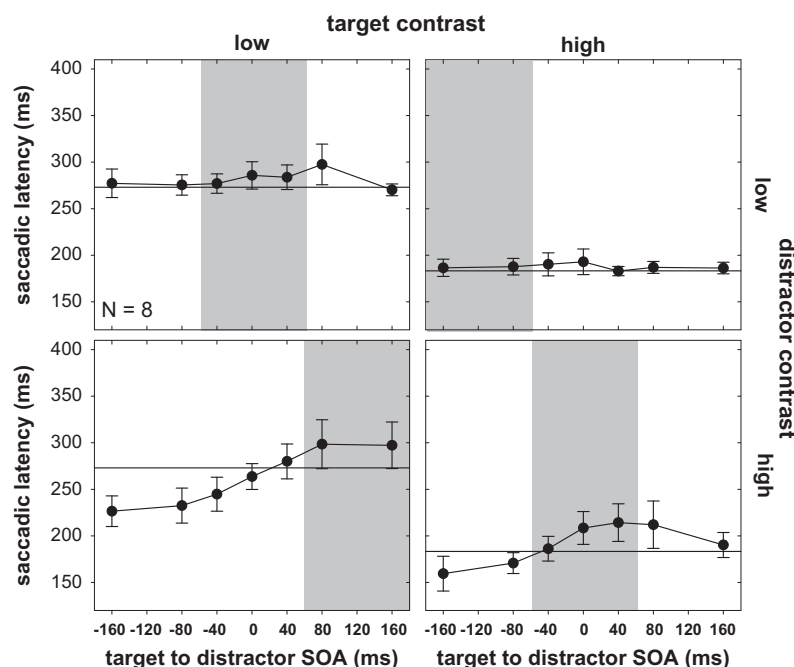 target contrast
low high
400
350
300
250
200
150
saccadic latency (ms)
N = 8
low
400
350
300
250
200
150
saccadic latency (ms)
high
distractor contrast
-160 -120 -80 -40 0 40 80 120 160
-160 -120 -80 -40 0 40 80 120 160
target to distractor SOA (ms) target to distractor SOA (ms)